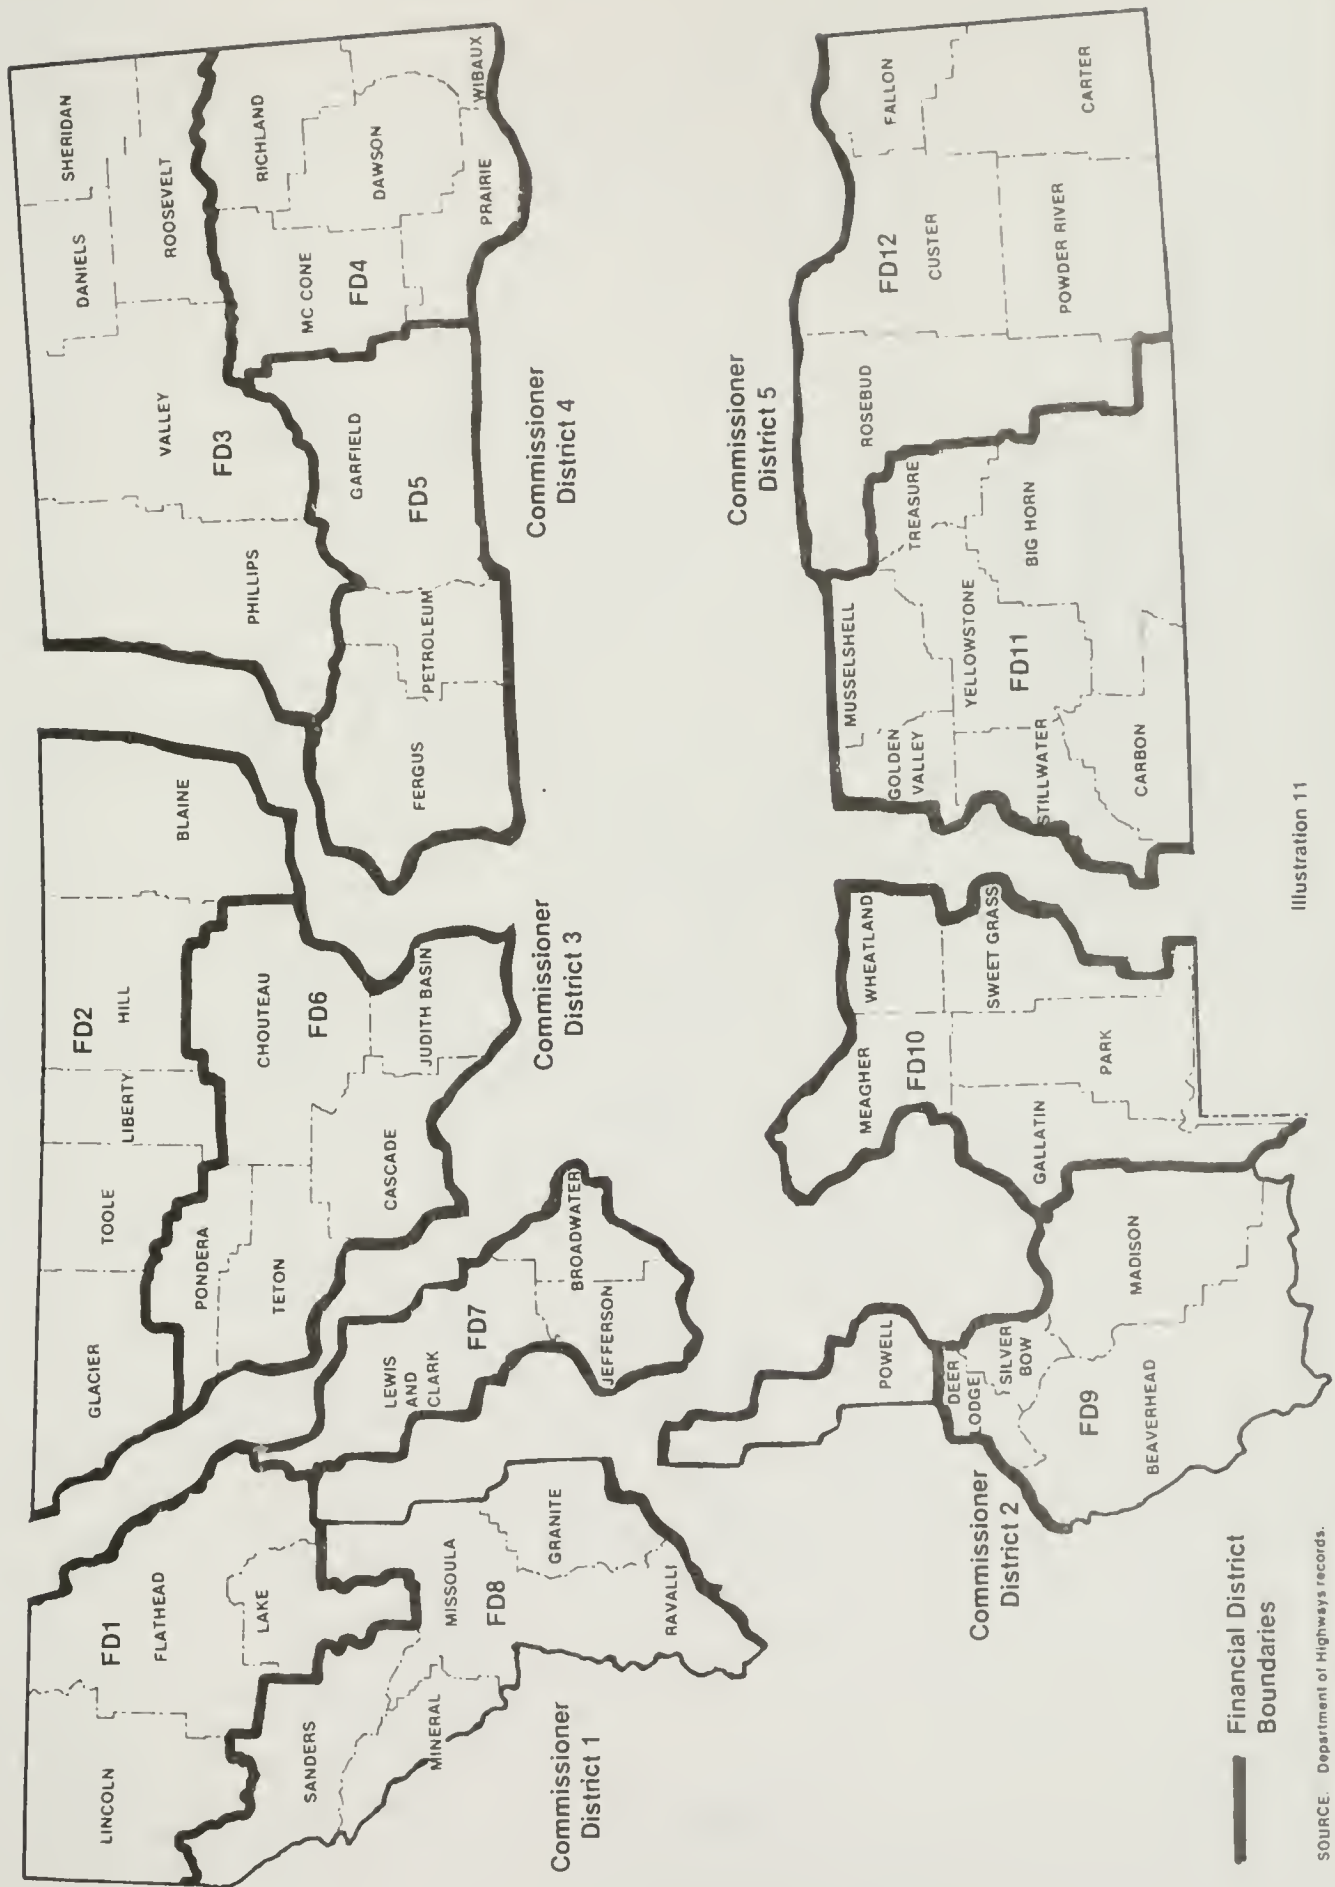 LINCOLN
FD1
FLATHEAD
LAKE
SANDERS
MINERAL
MISSOULA
FD8
GRANITE
RAVALLI
LEWIS
AND
CLARK
FD7
JEFFERSON
BROADWATER
Commissioner
District 1
GLACIER
TOOLE
LIBERTY
FD2
HILL
BLAINE
PONDERA
TETON
CHOUTEAU
FD6
CASCADE
JUDITH BASIN
Commissioner
District 3
PHILLIPS
VALLEY
FD3
DANIELS
SHERIDAN
ROOSEVELT
RICHLAND
MC CONE
FD4
DAWSON
WIBAUX
PRAIRIE
GARFIELD
FD5
PETROLEUM
FERGUS
Commissioner
District 4
POWELL
DEER
LODGE
SILVER
BOW
FD9
BEAVERHEAD
MADISON
GALLATIN
PARK
MEAGHER
FD10
WHEATLAND
SWEET GRASS
Commissioner
District 2
MUSSELSHELL
GOLDEN
VALLEY
YELLOWSTONE
FD11
STILLWATER
CARBON
TREASURE
BIG HORN
ROSEBUD
FD12
CUSTER
FALLON
POWDER RIVER
CARTER
Commissioner
District 5
Financial District
Boundaries
SOURCE. Department of Highways records.
Illustration 11